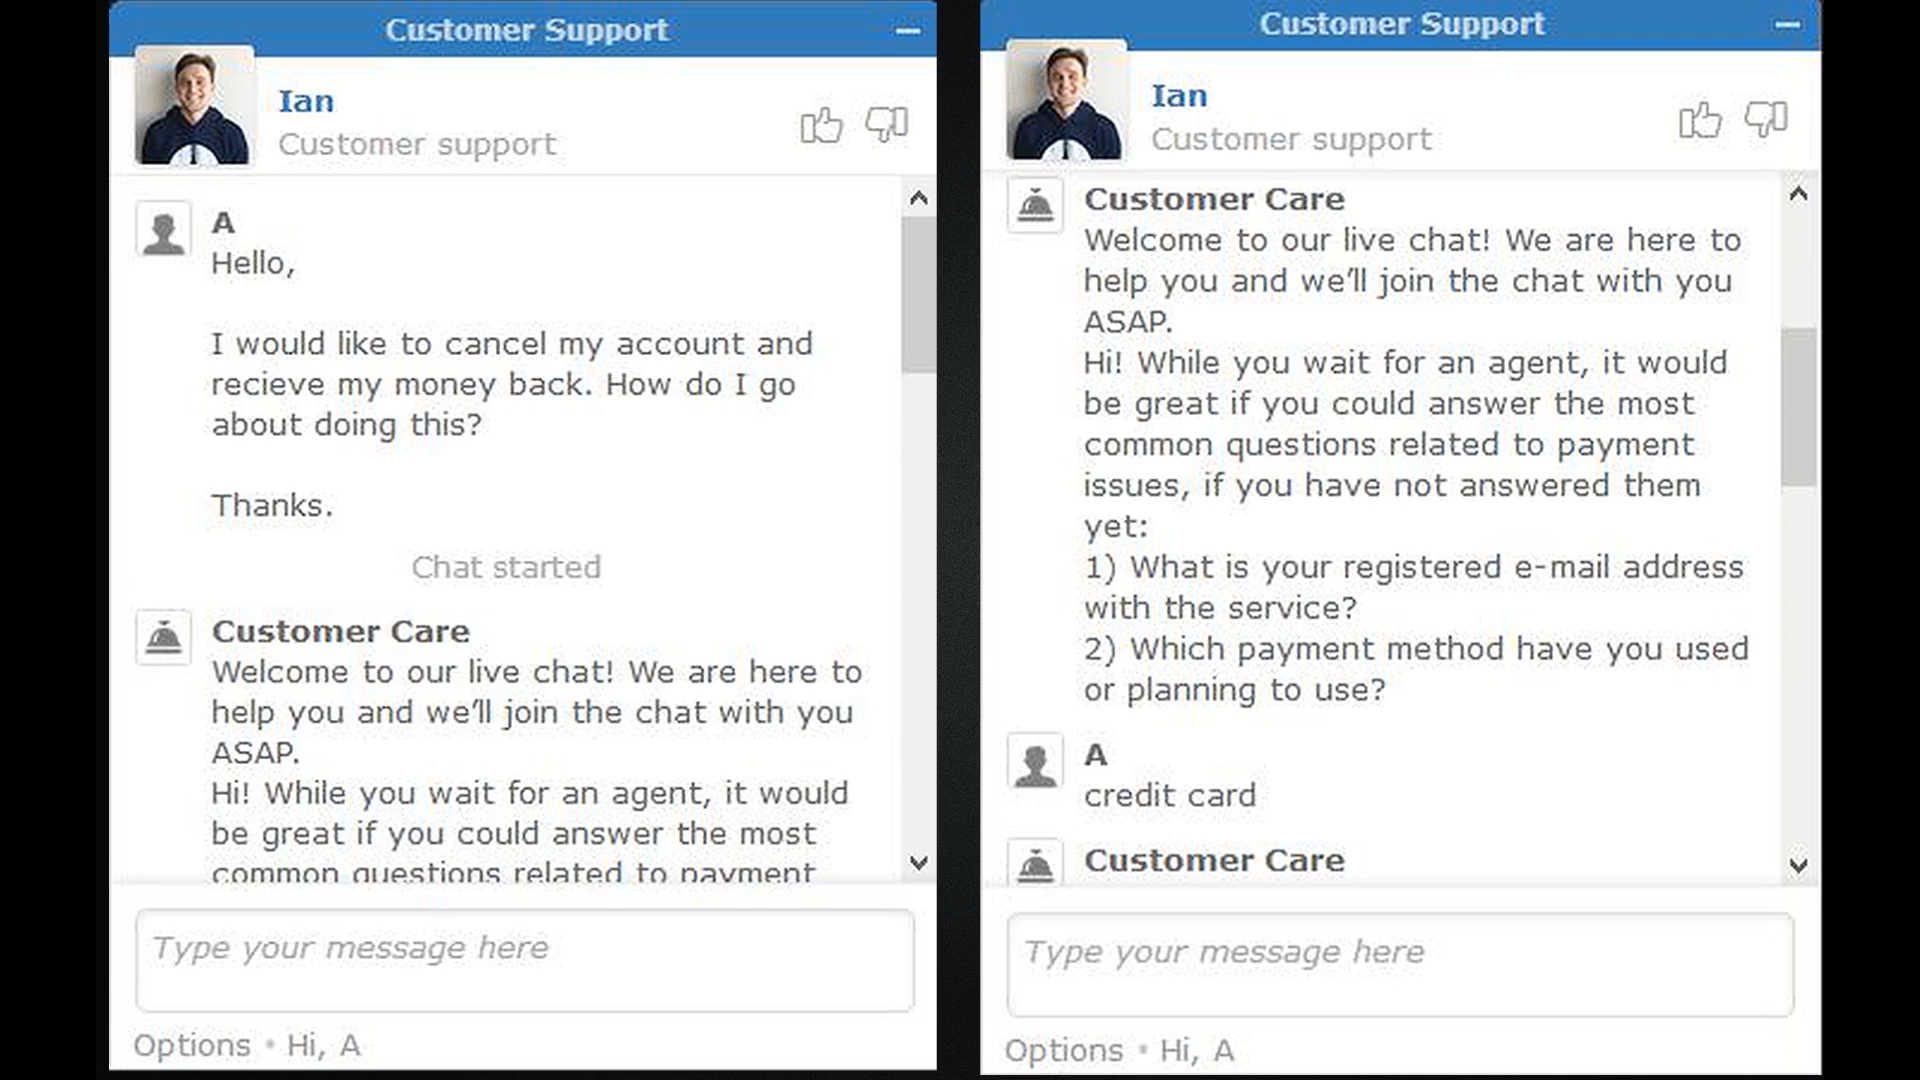 Customer Support
Ian
Customer support
A
Hello,
I would like to cancel my account and
recieve my money back. How do I go
about doing this?
Thanks.
Chat started
Customer Care
Welcome to our live chat! We are here to
help you and we’ll join the chat with you
ASAP.
Hi! While you wait for an agent, it would
be great if you could answer the most
common questions related to payment
Type your message here
Options • Hi, A
Customer Support
Ian
Customer support
Customer Care
Welcome to our live chat! We are here to
help you and we’ll join the chat with you
ASAP.
Hi! While you wait for an agent, it would
be great if you could answer the most
common questions related to payment
issues, if you have not answered them
yet:
1) What is your registered e-mail address
with the service?
2) Which payment method have you used
or planning to use?
A
credit card
Customer Care
Type your message here
Options • Hi, A